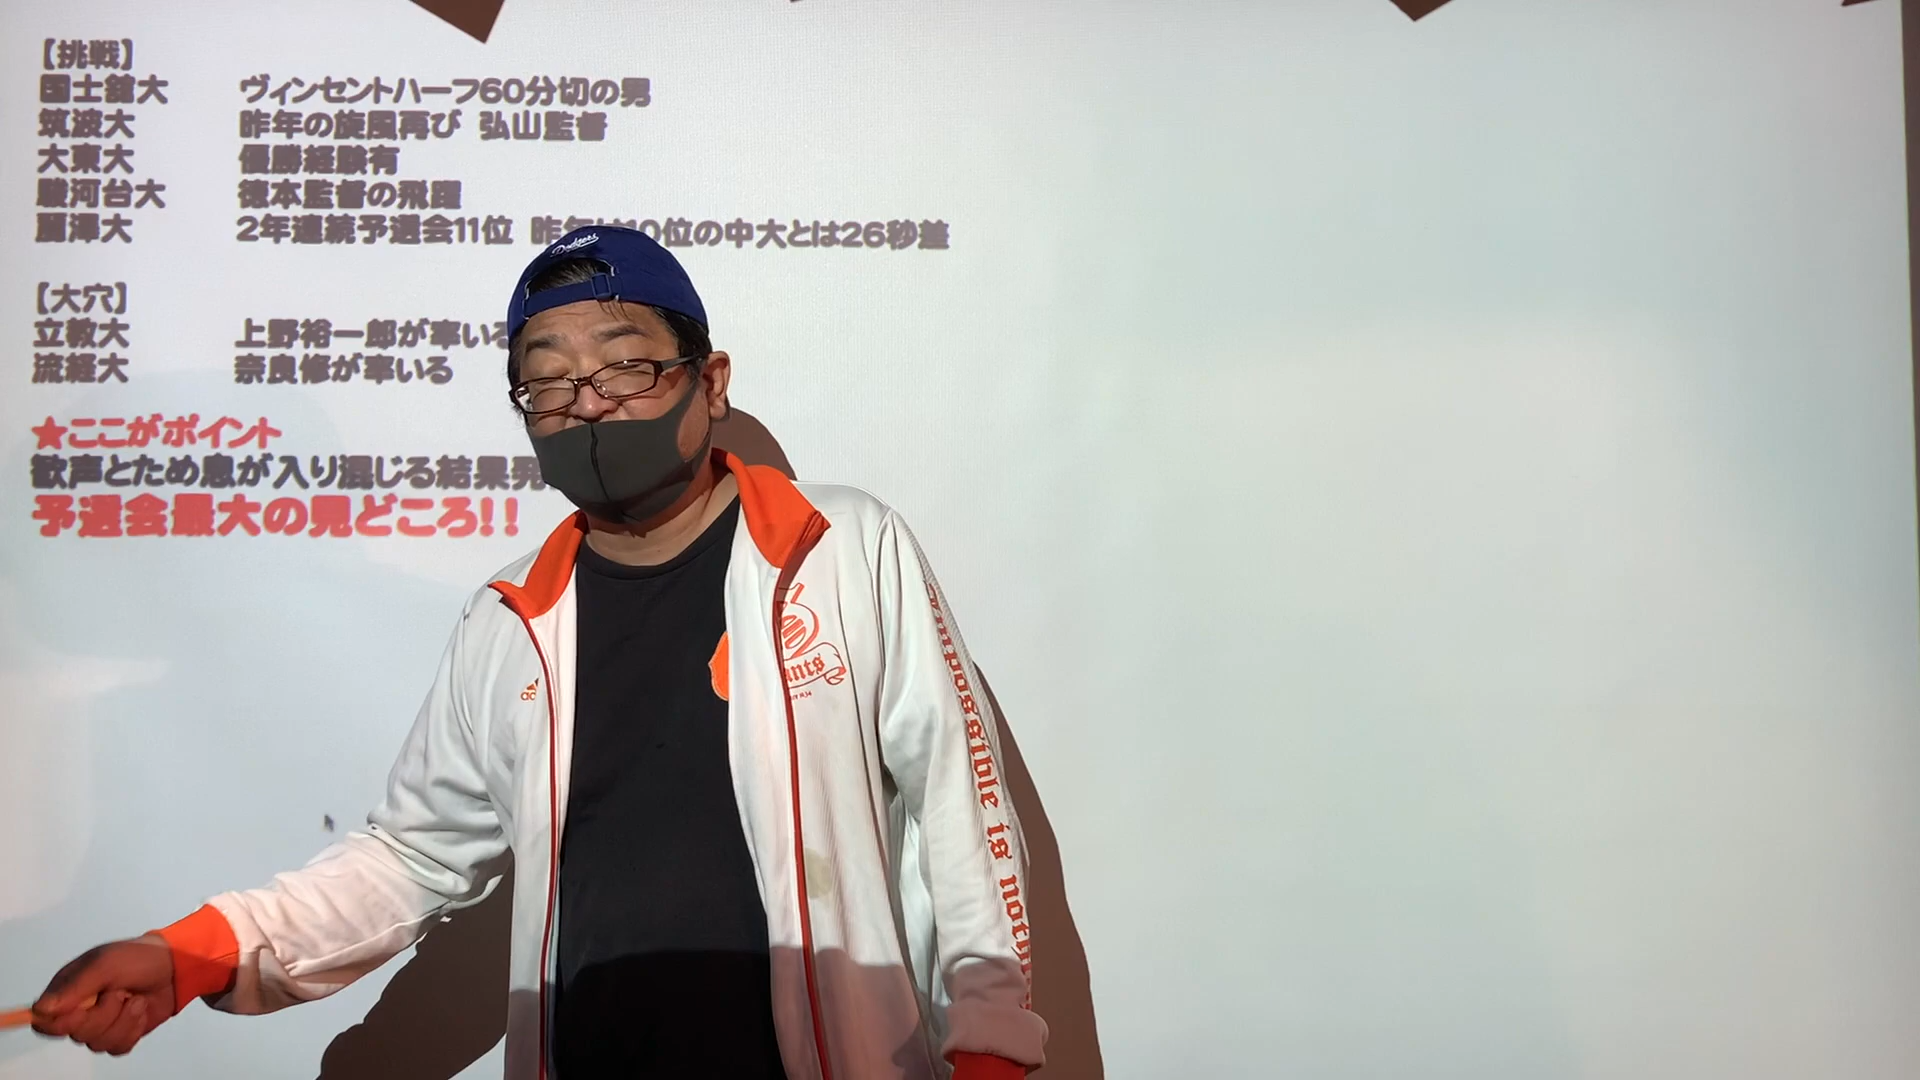 【挑戦】
国士舘大 ヴィンセントハーフ60分切の男
筑波大 昨年の旋風再び 弘山監督
大東大 優勝経験有
駿河台大 徳本監督の飛躍
麗澤大 2年連続予選会11位 昨年は10位の中大とは26秒差
【大穴】
立教大 上野裕一郎が率いる
流経大 奈良修が率いる
★ここがポイント
歓声とため息が入り混じる結果発
予選会最大の見どころ!!
Dodgers
ants
impossible is noth